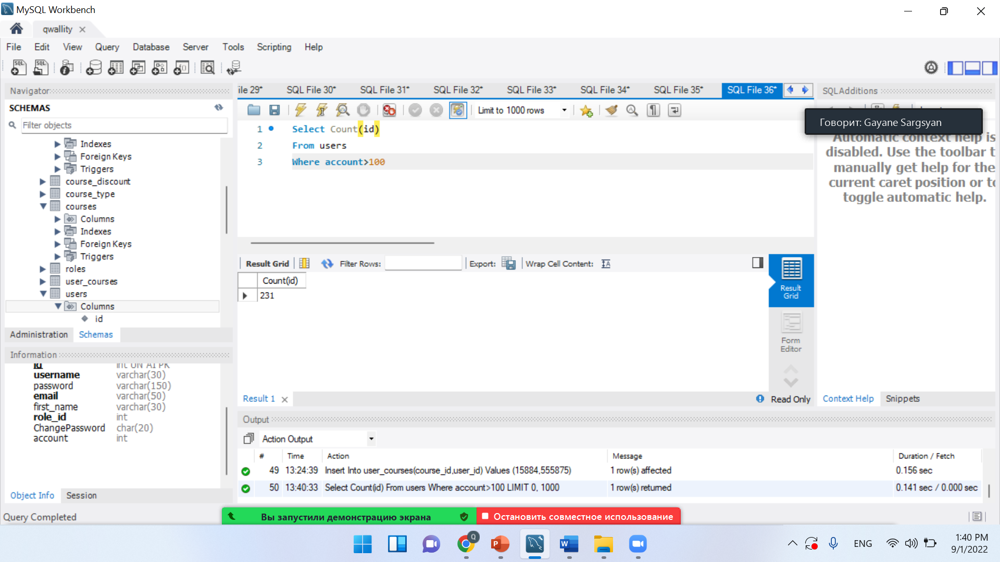 MySQL Workbench
qwallity
File Edit View Query Database Server Tools Scripting Help
Navigator
SCHEMAS
Filter objects
Indexes
Foreign Keys
Triggers
course_discount
course_type
courses
Columns
Indexes
Foreign Keys
Triggers
roles
user_courses
users
Columns
id
Administration Schemas
Information
id int UN AI PK
username varchar(30)
password varchar(150)
email varchar(50)
first_name varchar(30)
role_id int
ChangePassword char(20)
account int
Object Info Session
Query Completed
ile 29* SQL File 30* SQL File 31* SQL File 32* SQL File 33* SQL File 34* SQL File 35* SQL File 36*
Limit to 1000 rows
1 Select Count(id)
2 From users
3 Where account>100
Result Grid Filter Rows: Export: Wrap Cell Content:
Count(id)
231
Result
Grid
Form
Editor
Result 1
Read Only
SQLAdditions
Говорит: Gayane Sargsyan
Automatic context help is
disabled. Use the toolbar t
manually get help for the
current caret position or to
toggle automatic help.
Context Help Snippets
Output
Action Output
# Time Action Message Duration / Fetch
49 13:24:39 Insert Into user_courses(course_id,user_id) Values (15884,555875) 1 row(s) affected 0.156 sec
50 13:40:33 Select Count(id) From users Where account>100 LIMIT 0, 1000 1 row(s) returned 0.141 sec / 0.000 sec
Вы запустили демонстрацию экрана
Остановить совместное использование
Q
P
W
ENG
1:40 PM
9/1/2022